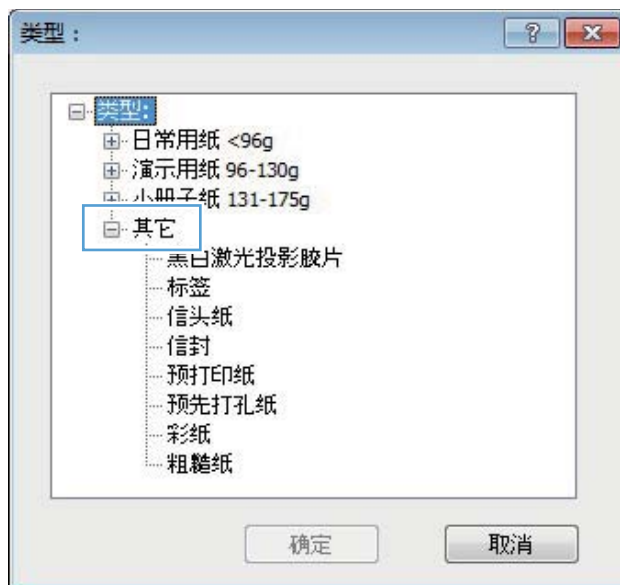 类型：
类型:
日常用纸 <96g
演示用纸 96-130g
小册子纸 131-175g
其它
黑白激光投影胶片
标签
信头纸
信封
预打印纸
预先打孔纸
彩纸
粗糙纸
确定
取消